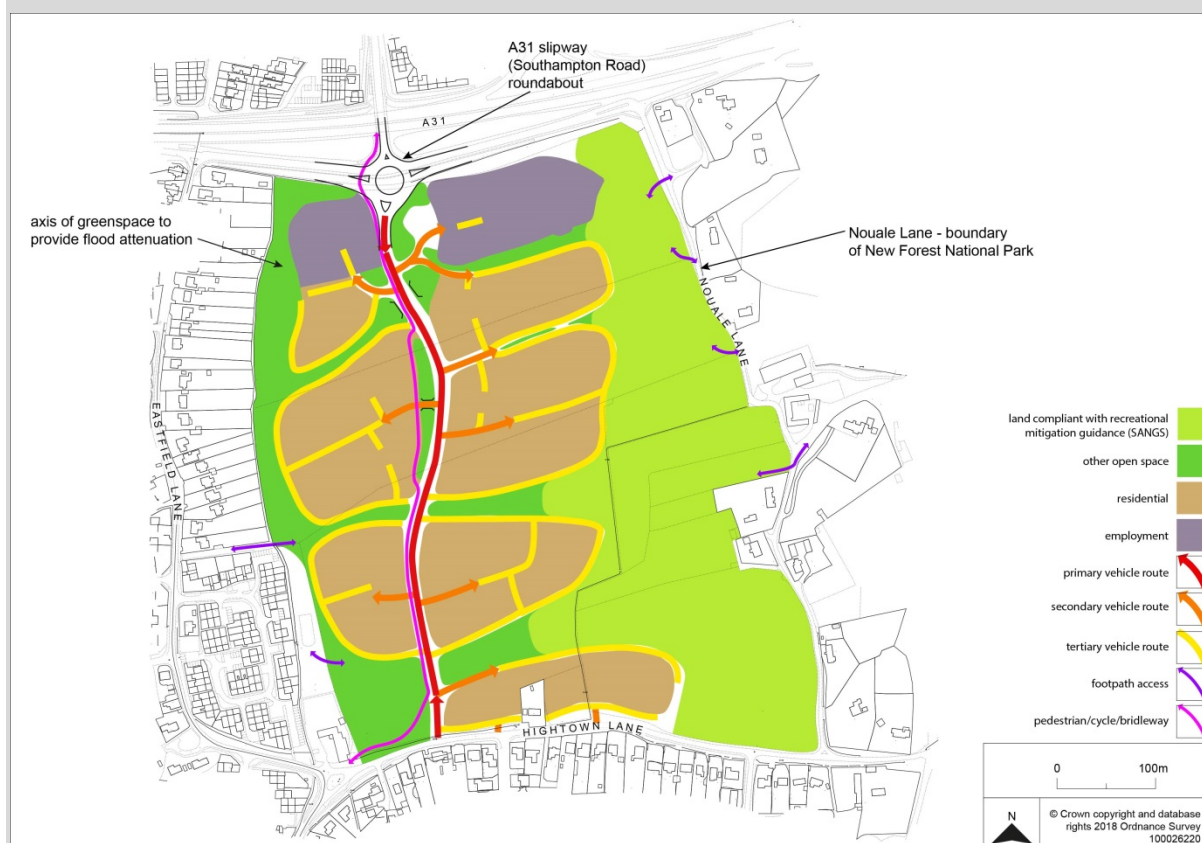 A31 slipway
(Southampton Road)
roundabout
A31
axis of greenspace to
provide flood attenuation
Nouale Lane - boundary
of New Forest National Park
NOUALE LANE
EASTFIELD LANE
HIGHTOWN LANE
land compliant with recreational
mitigation guidance (SANGS)
other open space
residential
employment
primary vehicle route
secondary vehicle route
tertiary vehicle route
footpath access
pedestrian/cycle/bridleway
0 100m
N
© Crown copyright and database
rights 2018 Ordnance Survey
100026220